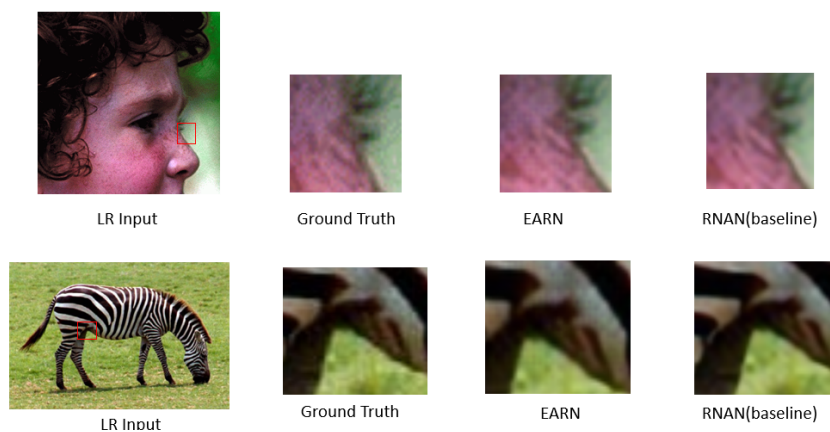 LR Input
Ground Truth
EARN
RNAN(baseline)
LR Input
Ground Truth
EARN
RNAN(baseline)